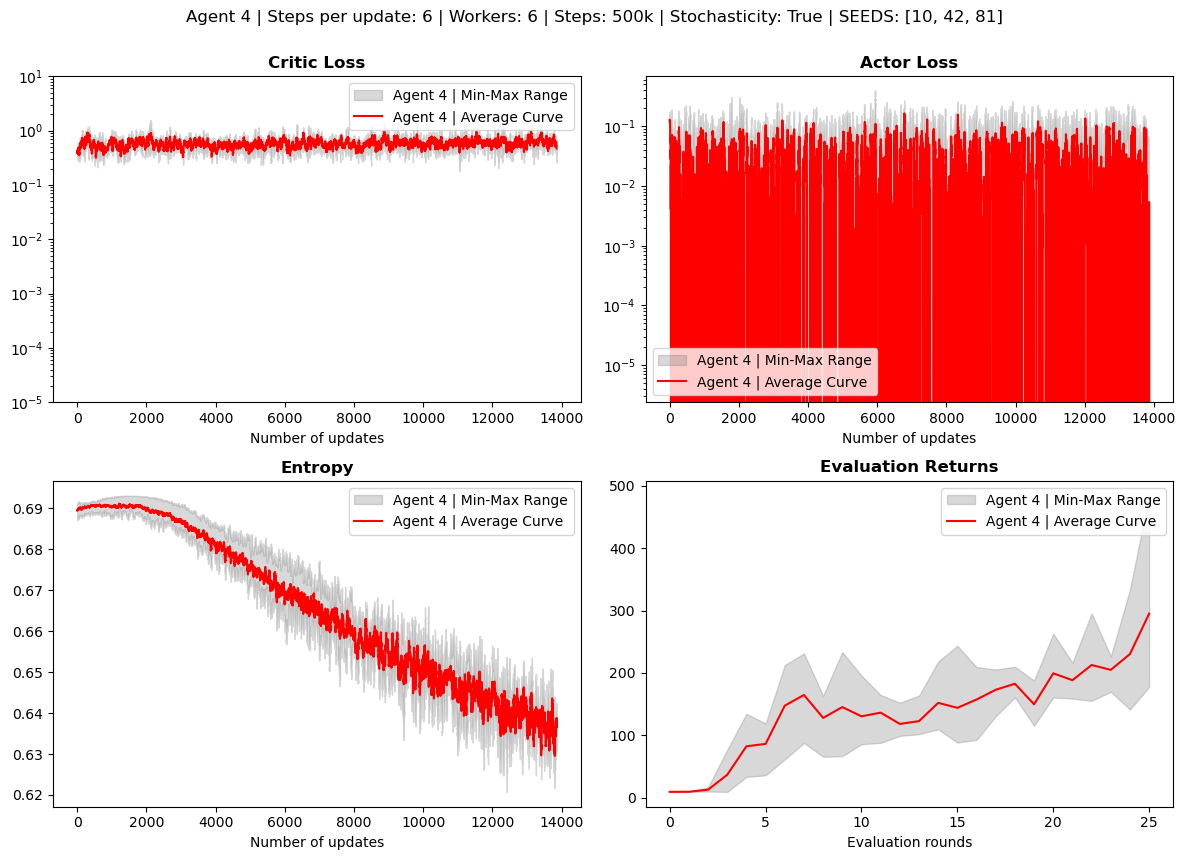 Agent 4 | Steps per update: 6 | Workers: 6 | Steps: 500k | Stochasticity: True | SEEDS: [10, 42, 81]
Critic Loss
10^1
10^0
10^-1
10^-2
10^-3
10^-4
10^-5
Agent 4 | Min-Max Range
Agent 4 | Average Curve
0 2000 4000 6000 8000 10000 12000 14000
Number of updates
Actor Loss
10^-1
10^-2
10^-3
10^-4
10^-5
Agent 4 | Min-Max Range
Agent 4 | Average Curve
0 2000 4000 6000 8000 10000 12000 14000
Number of updates
Entropy
0.69
0.68
0.67
0.66
0.65
0.64
0.63
0.62
Agent 4 | Min-Max Range
Agent 4 | Average Curve
0 2000 4000 6000 8000 10000 12000 14000
Number of updates
Evaluation Returns
500
400
300
200
100
0
Agent 4 | Min-Max Range
Agent 4 | Average Curve
0 5 10 15 20 25
Evaluation rounds